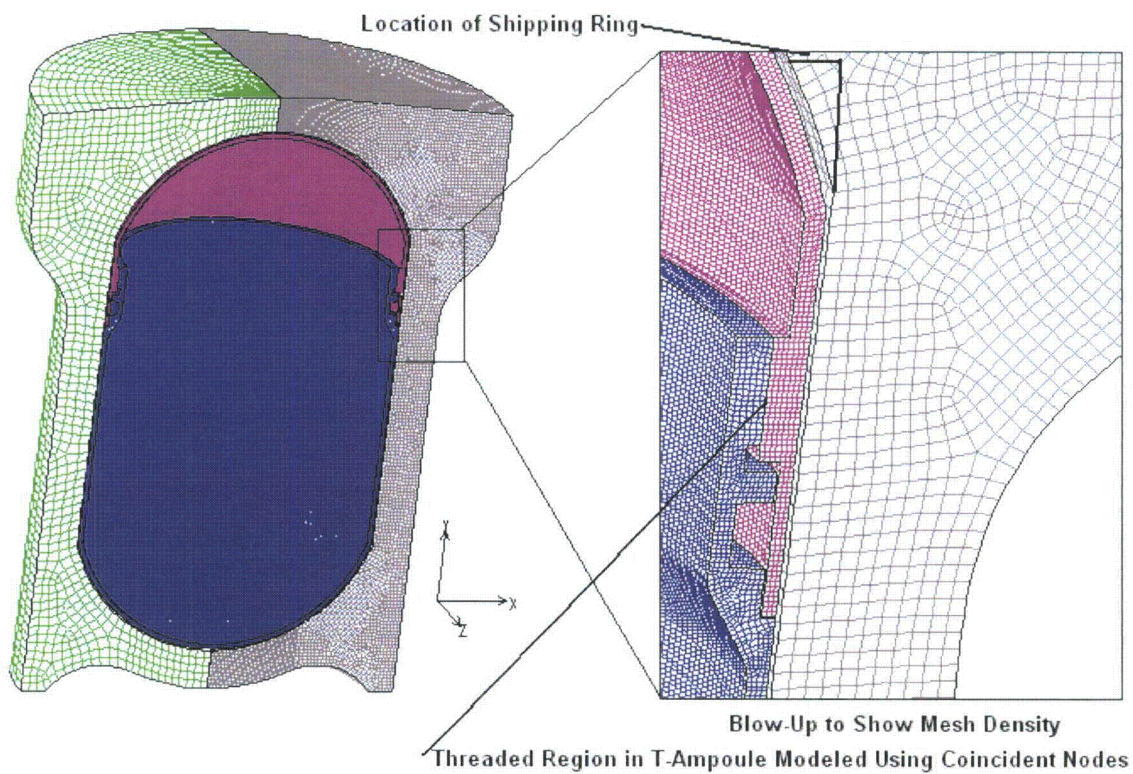 Location of Shipping Ring
Y
X
Z
Blow-Up to Show Mesh Density
Threaded Region in T-Ampoule Modeled Using Coincident Nodes